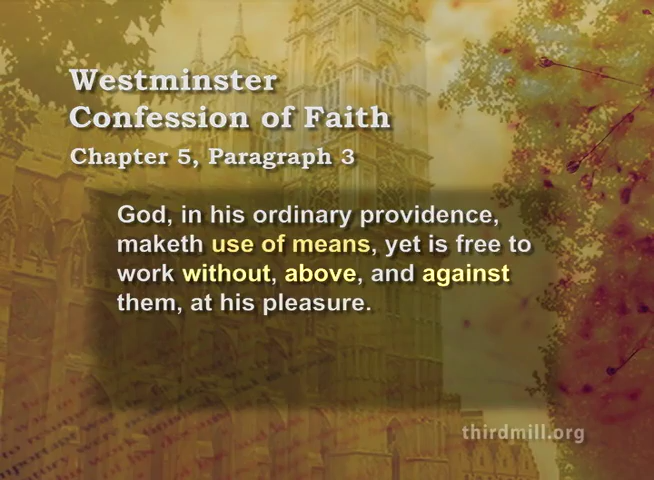 Westminster
Confession of Faith
Chapter 5, Paragraph 3
God, in his ordinary providence,
maketh use of means, yet is free to
work without, above, and against
them, at his pleasure.
thirdmill.org